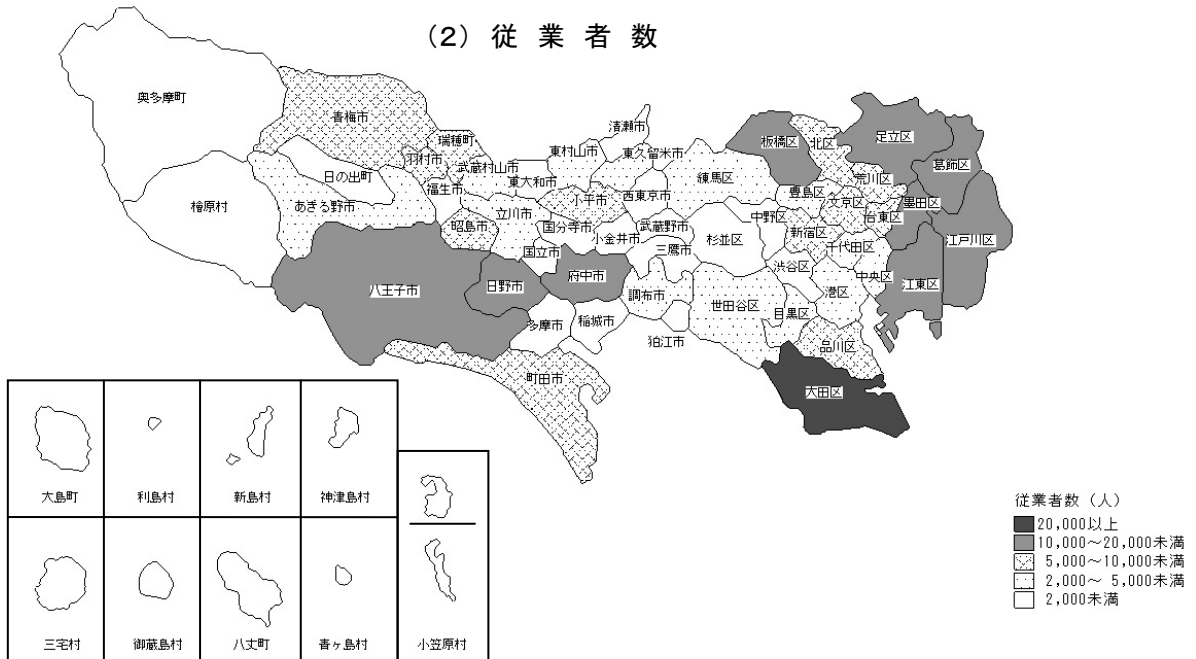 (2) 従 業 者 数
奥多摩町
青梅市
清瀬市
足立区
板橋区
北区
瑞穂町
東村山市
東久留米市
葛飾区
羽村市
武蔵村山市
日の出町
東大和市
練馬区
荒川区
福生市
小平市
西東京市
豊島区
文京区
墨田区
檜原村
あきる野市
立川市
台東区
昭島市
国分寺市
武蔵野市
中野区
新宿区
江戸川区
小金井市
杉並区
千代田区
国立市
三鷹市
渋谷区
中央区
府中市
江東区
八王子市
日野市
調布市
世田谷区
港区
目黒区
多摩市
稲城市
狛江市
品川区
町田市
大田区
大島町
利島村
新島村
神津島村
三宅村
御蔵島村
八丈町
青ヶ島村
小笠原村
従業者数(人)
20,000以上
10,000~20,000未満
5,000~10,000未満
2,000~ 5,000未満
2,000未満